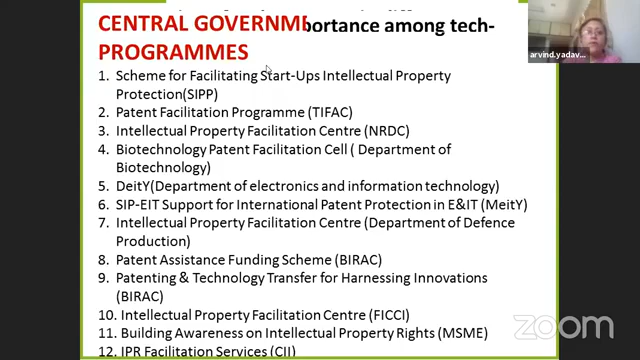 CENTRAL GOVERNME ortance among tech-
PROGRAMMES
1. Scheme for Facilitating Start-Ups Intellectual Property
Protection(SIPP)
2. Patent Facilitation Programme (TIFAC)
3. Intellectual Property Facilitation Centre (NRDC)
4. Biotechnology Patent Facilitation Cell ( Department of
Biotechnology)
5. DeitY(Department of electronics and information technology)
6. SIP-EIT Support for International Patent Protection in E&IT (MeitY)
7. Intellectual Property Facilitation Centre (Department of Defence
Production)
8. Patent Assistance Funding Scheme (BIRAC)
9. Patenting & Technology Transfer for Harnessing Innovations
(BIRAC)
10. Intellectual Property Facilitation Centre (FICCI)
11. Building Awareness on Intellectual Property Rights (MSME)
12. IPR Facilitation Services (CII)
arvind.yadav...
zoom